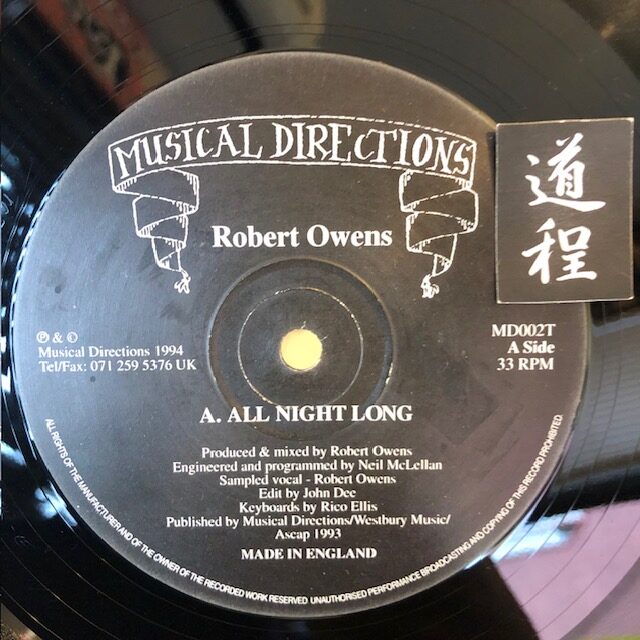 MUSICAL DIRECTIONS
道程
Robert Owens
℗ & ©
Musical Directions 1994
Tel/Fax: 071 259 5376 UK
MD002T
A Side
33 RPM
A. ALL NIGHT LONG
Produced & mixed by Robert Owens
Engineered and programmed by Neil McLellan
Sampled vocal - Robert Owens
Edit by John Dee
Keyboards by Rico Ellis
Published by Musical Directions/Westbury Music/
Ascap 1993
MADE IN ENGLAND
ALL RIGHTS OF THE MANUFACTURER AND OF THE OWNER OF THE RECORDED WORK RESERVED UNAUTHORISED PERFORMANCE BROADCASTING AND COPYING OF THIS RECORD PROHIBITED.